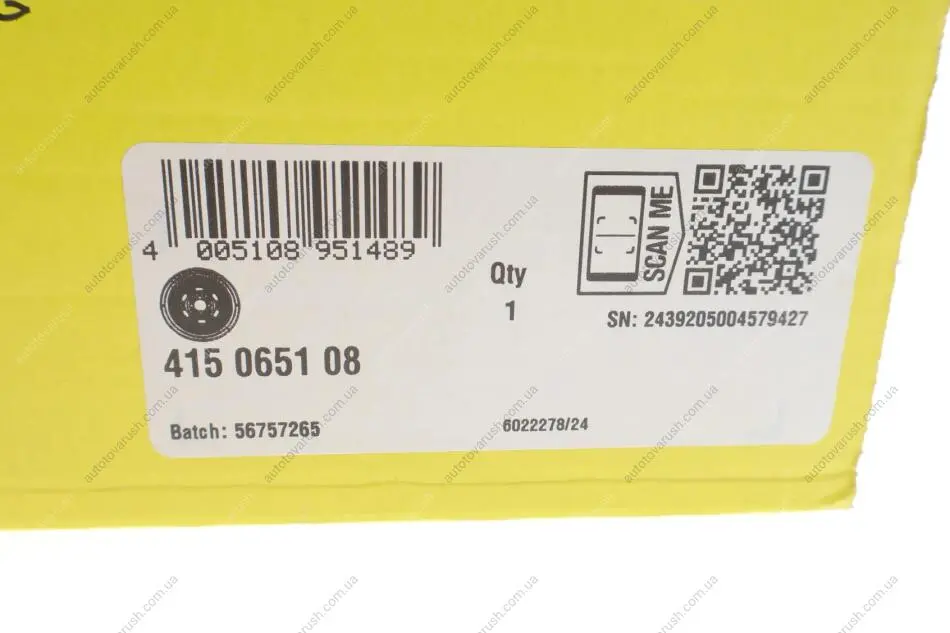 4 005108 951489
Qty
1
SCAN ME
SN: 2439205004579427
415 0651 08
Batch: 56757265
6022278/24
autotovarush.com.ua